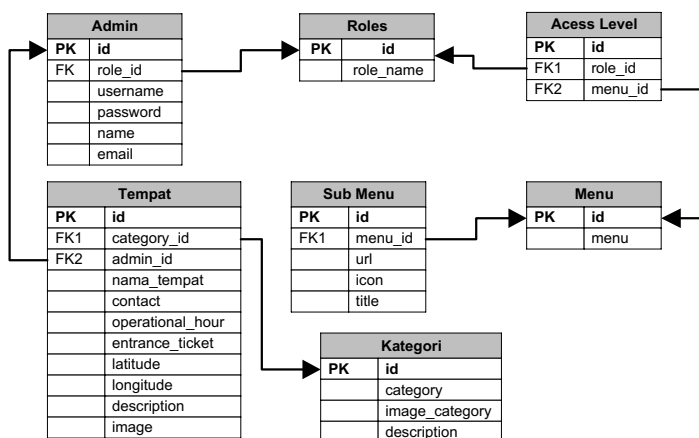 Admin
PK id
FK role_id
username
password
name
email
Roles
PK id
role_name
Acess Level
PK id
FK1 role_id
FK2 menu_id
Tempat
PK id
FK1 category_id
FK2 admin_id
nama_tempat
contact
operational_hour
entrance_ticket
latitude
longitude
description
image
Sub Menu
PK id
FK1 menu_id
url
icon
title
Menu
PK id
menu
Kategori
PK id
category
image_category
description